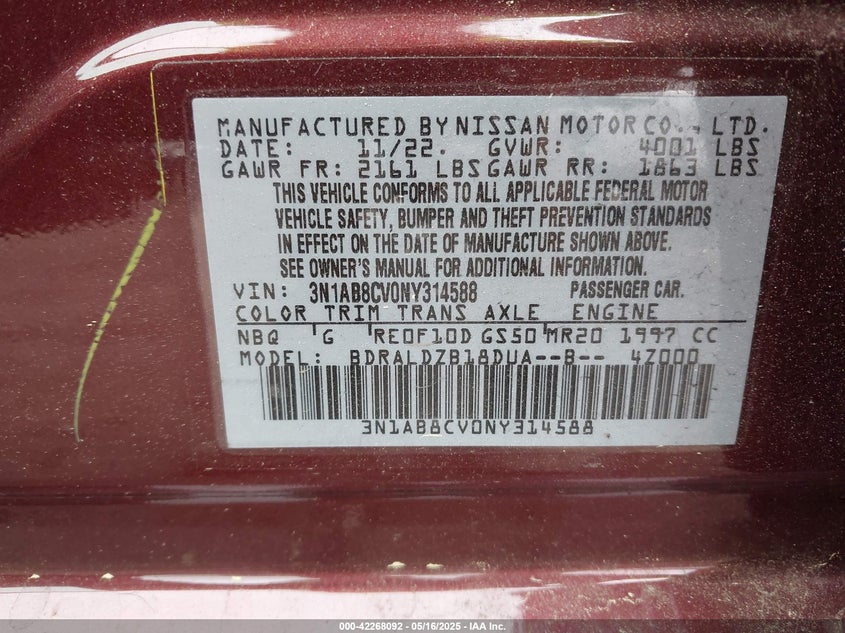 MANUFACTURED BY NISSAN MOTOR CO., LTD.
DATE: 11/22. GVWR: 4001 LBS
GAWR FR: 2161 LBS GAWR RR: 1863 LBS
THIS VEHICLE CONFORMS TO ALL APPLICABLE FEDERAL MOTOR
VEHICLE SAFETY, BUMPER AND THEFT PREVENTION STANDARDS
IN EFFECT ON THE DATE OF MANUFACTURE SHOWN ABOVE.
SEE OWNER'S MANUAL FOR ADDITIONAL INFORMATION.
VIN: 3N1AB8CV0NY314588 PASSENGER CAR.
COLOR TRIM TRANS AXLE ENGINE
NBQ G RE0F10D GS50 MR20 1997 CC
MODEL: BDRALDZB18DUA--B-- 4Z000
3N1AB8CV0NY314588
000-42268092 - 05/16/2025 - IAA Inc.